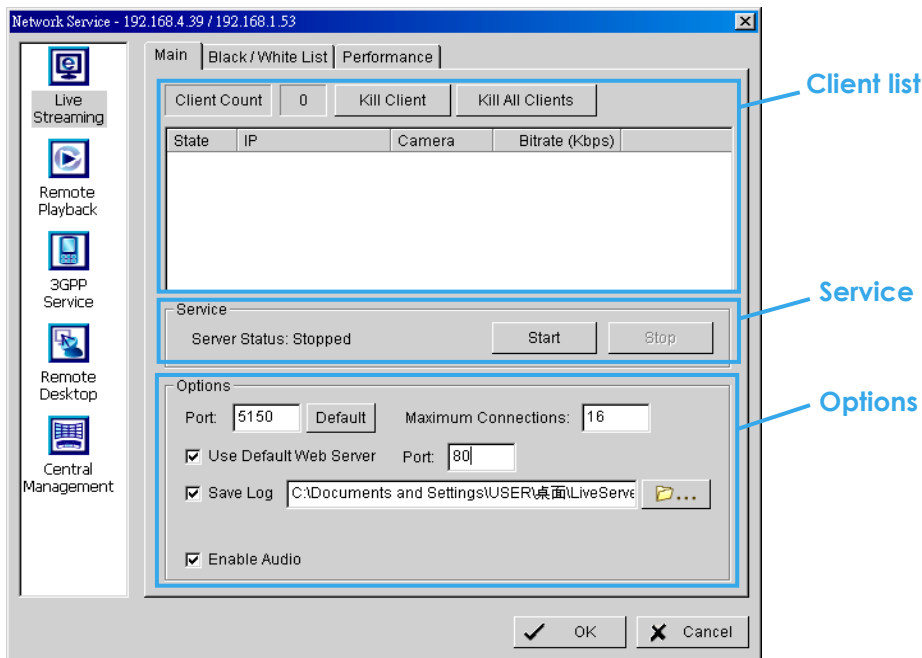 Network Service - 192.168.4.39 / 192.168.1.53
Live
Streaming
Remote
Playback
3GPP
Service
Remote
Desktop
Central
Management
Main
Black / White List
Performance
Client Count 0 Kill Client Kill All Clients
State IP Camera Bitrate (Kbps)
Client list
Service
Server Status: Stopped Start Stop
Service
Options
Port: 5150 Default Maximum Connections: 16
Use Default Web Server Port: 80
Save Log C:\Documents and Settings\USER\桌面\LiveServe ...
Enable Audio
Options
OK Cancel